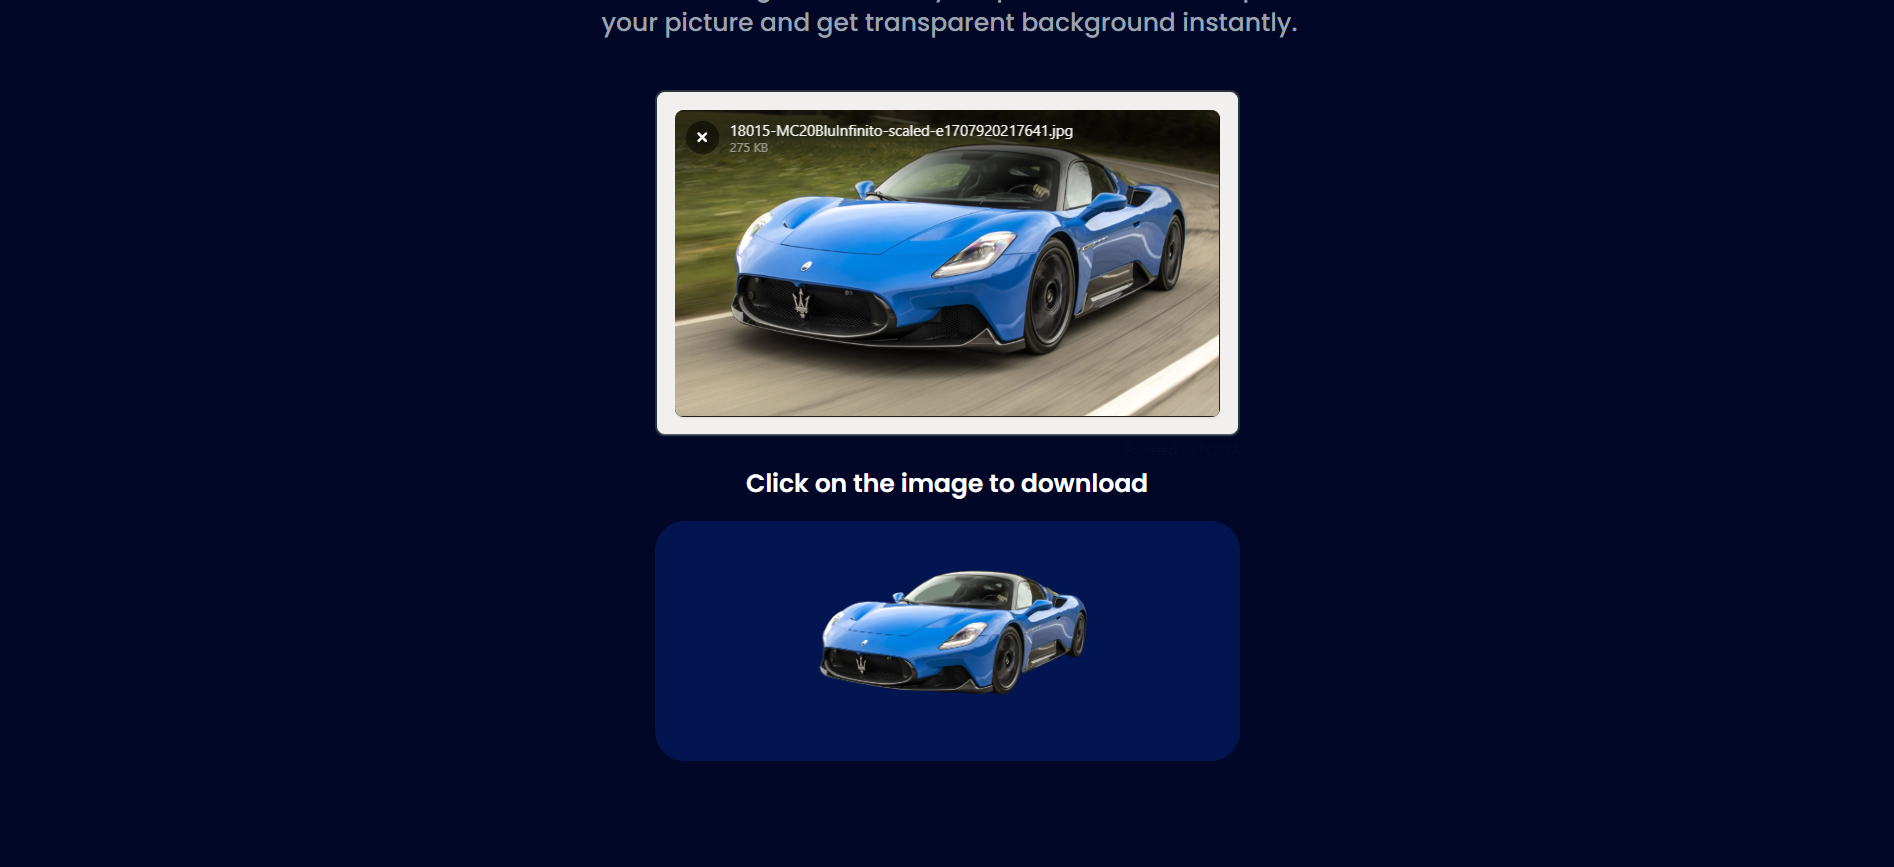 your picture and get transparent background instantly.
18015-MC20BluInfinito-scaled-e1707920217641.jpg
275 KB
Click on the image to download